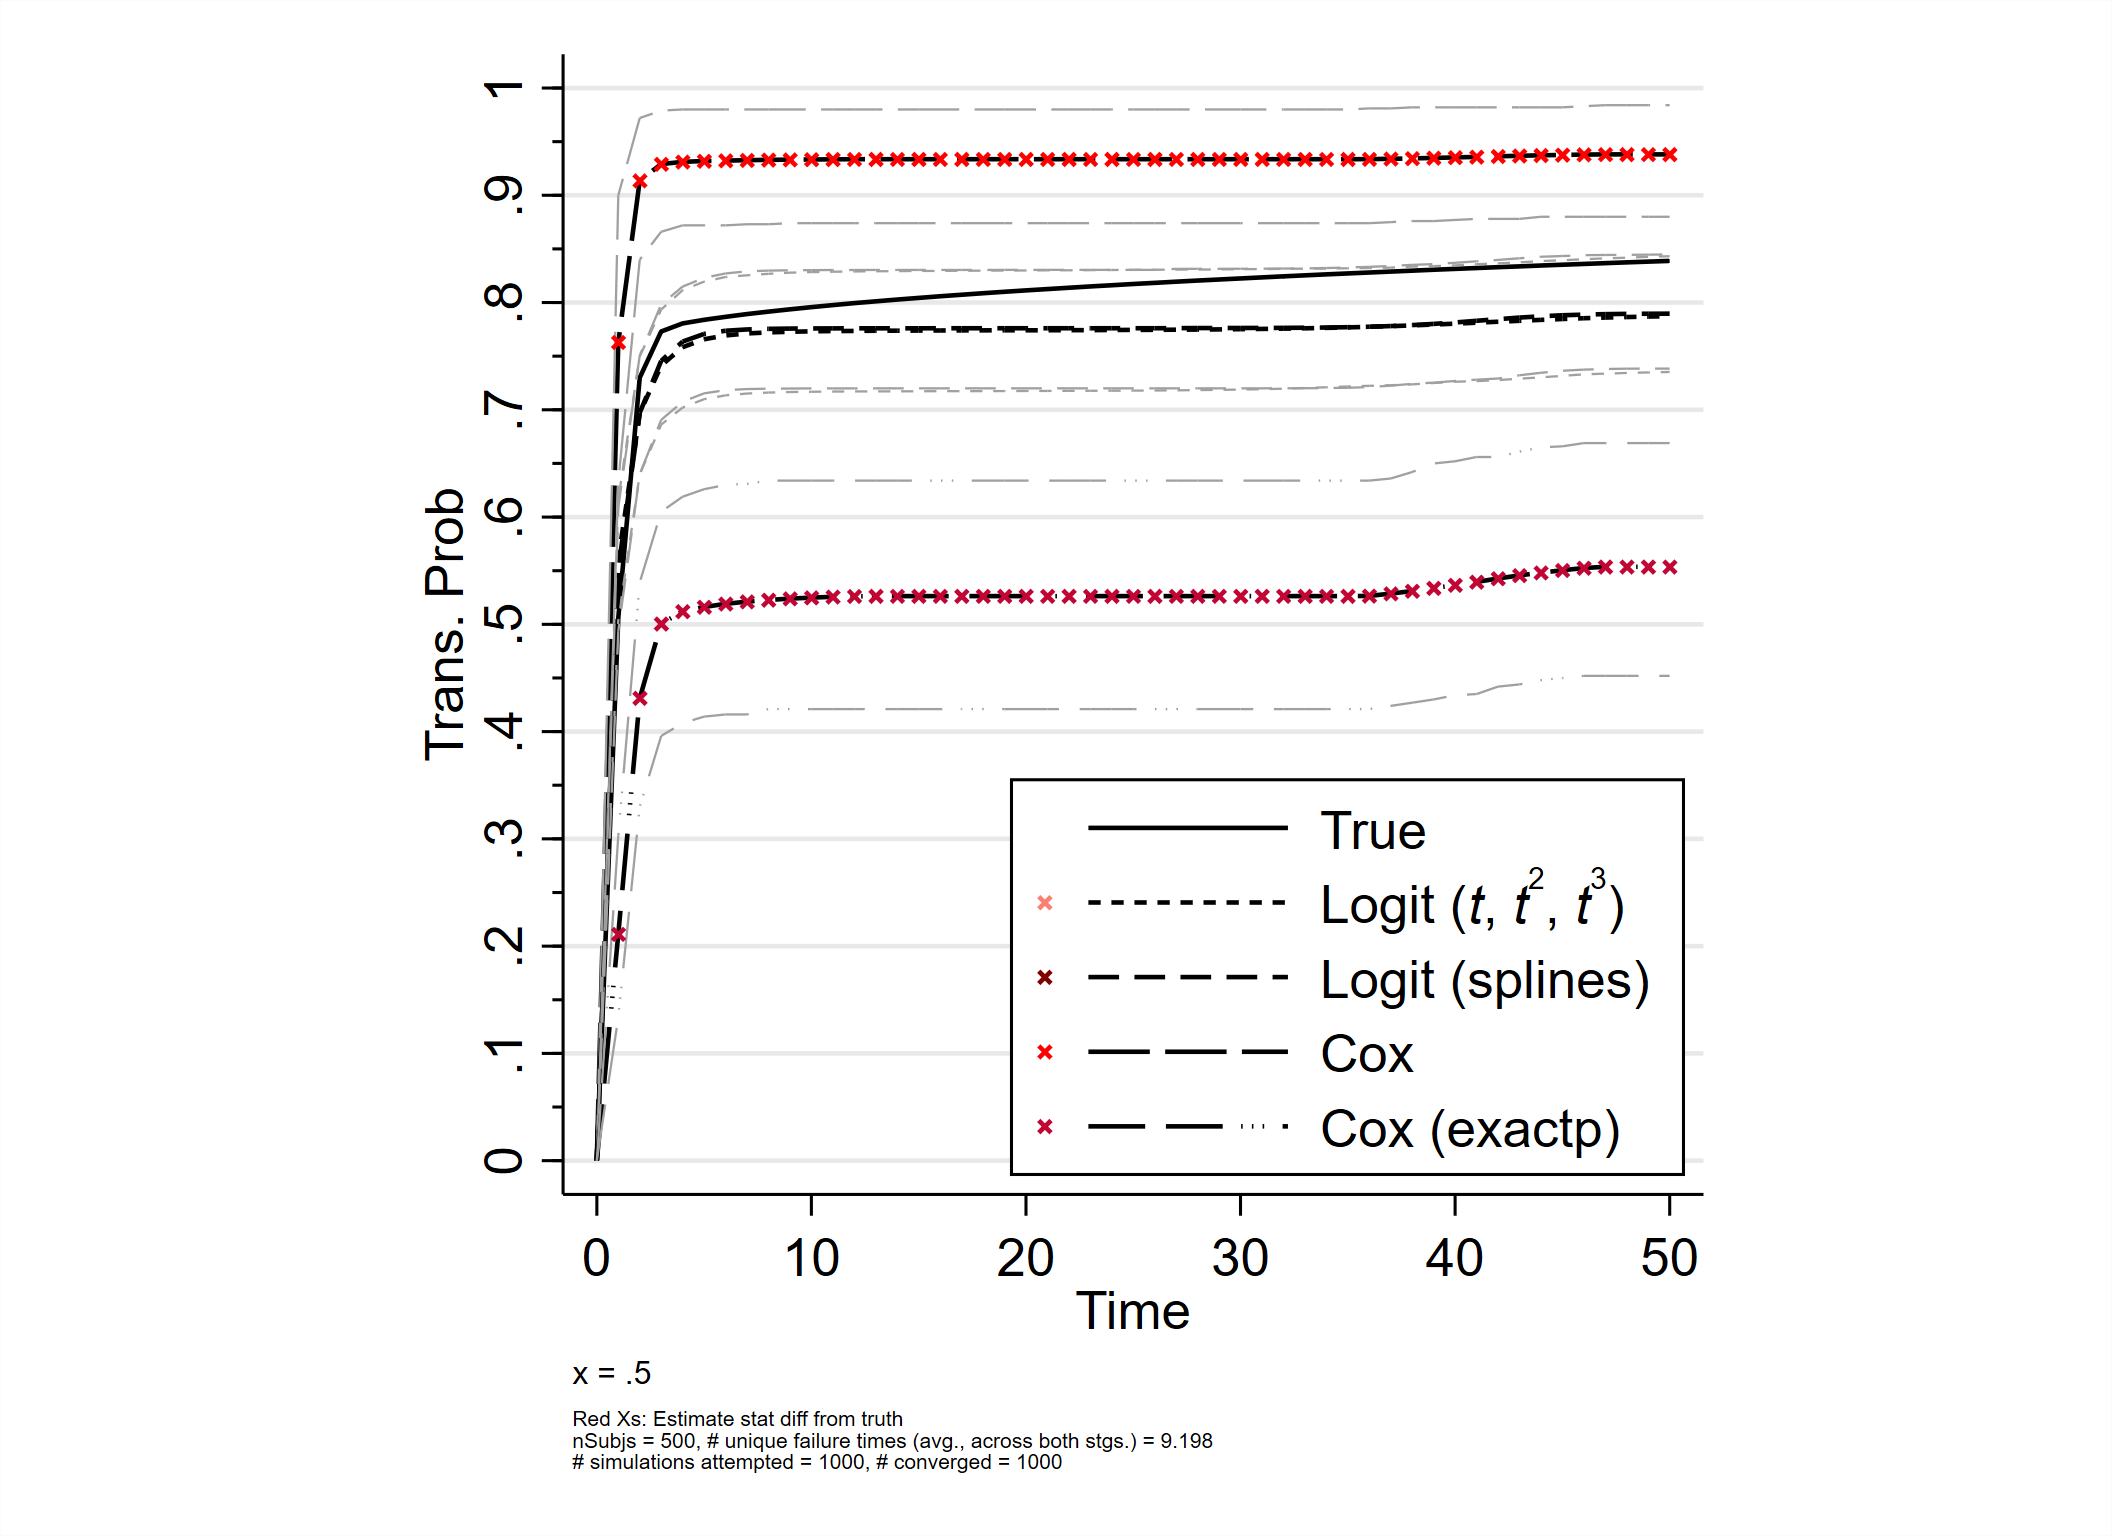 1
.9
.8
.7
.6
.5
.4
.3
.2
.1
0
Trans. Prob
True
Logit (t, t², t³)
Logit (splines)
Cox
Cox (exactp)
0 10 20 30 40 50
Time
x = .5
Red Xs: Estimate stat diff from truth
nSubjs = 500, # unique failure times (avg., across both stgs.) = 9.198
# simulations attempted = 1000, # converged = 1000